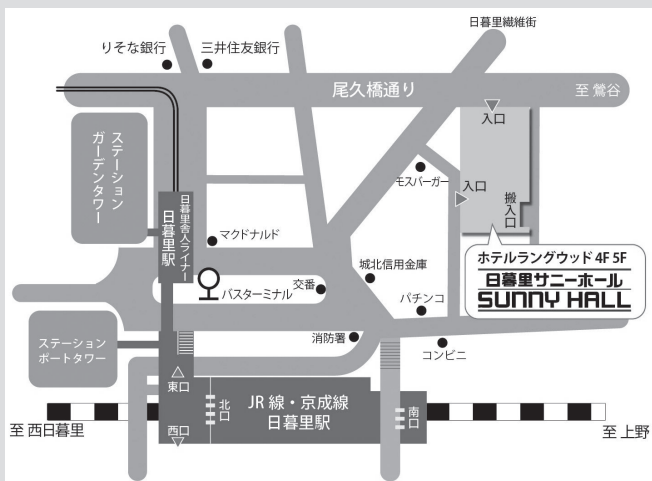 日暮里繊維街
りそな銀行
三井住友銀行
尾久橋通り
至 鶯谷
ステーション
ガーデンタワー
入口
モスバーガー
入口
搬入口
日暮里舎人ライナー
日暮里駅
マクドナルド
ホテルラングウッド 4F 5F
日暮里サニーホール
SUNNY HALL
城北信用金庫
交番
バスターミナル
パチンコ
消防署
コンビニ
ステーション
ポートタワー
東口
北口
JR 線・京成線
日暮里駅
南口
西口
至 西日暮里
至 上野